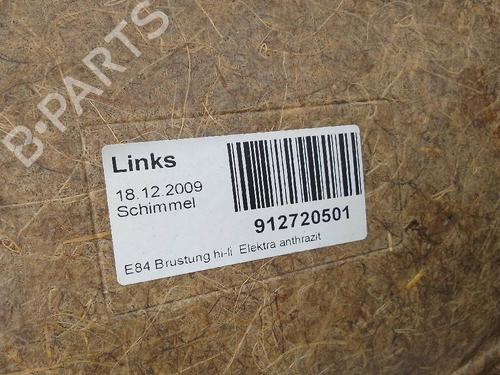 B-PARTS
Links
18.12.2009
Schimmel
912720501
E84 Brustung hi-li Elektra anthrazit